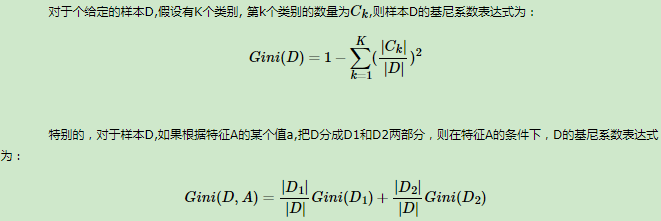 对于个给定的样本D,假设有K个类别, 第k个类别的数量为C_k,则样本D的基尼系数表达式为：
Gini(D) = 1 − ∑_{k=1}^{K} (|C_k| / |D|)^2
特别的，对于样本D,如果根据特征A的某个值a,把D分成D1和D2两部分，则在特征A的条件下，D的基尼系数表达式
为：
Gini(D, A) = |D_1| / |D| Gini(D_1) + |D_2| / |D| Gini(D_2)